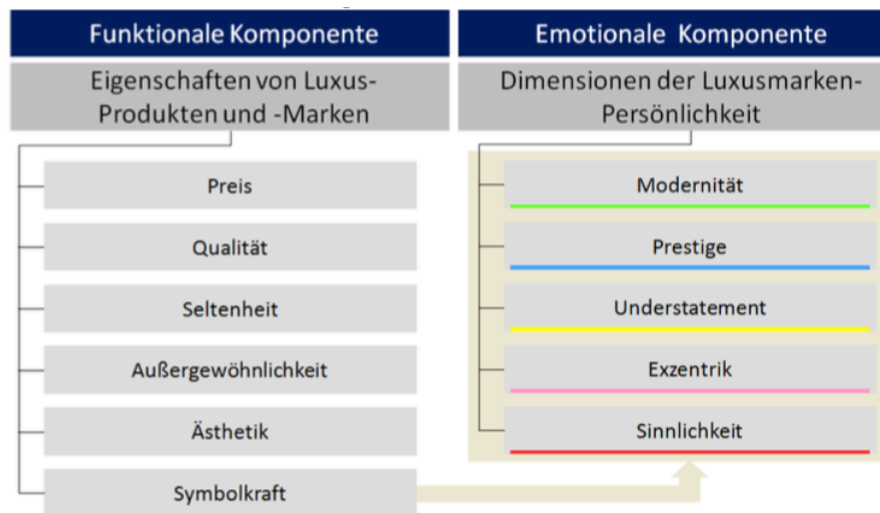 Funktionale Komponente
Eigenschaften von Luxus-
Produkten und -Marken
Preis
Qualität
Seltenheit
Außergewöhnlichkeit
Ästhetik
Symbolkraft
Emotionale Komponente
Dimensionen der Luxusmarken-
Persönlichkeit
Modernität
Prestige
Understatement
Exzentrik
Sinnlichkeit